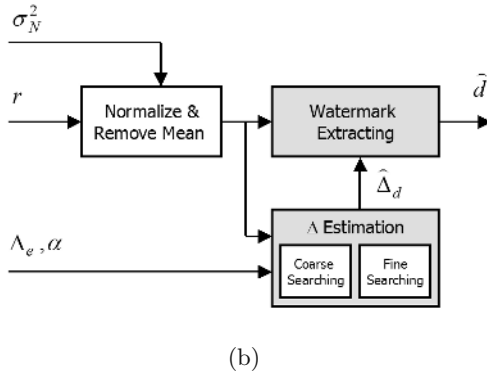 σ_N^2
r
Normalize &
Remove Mean
Watermark
Extracting
d̂
Δ̂_d
Λ_e , α
Λ Estimation
Coarse
Searching
Fine
Searching
(b)